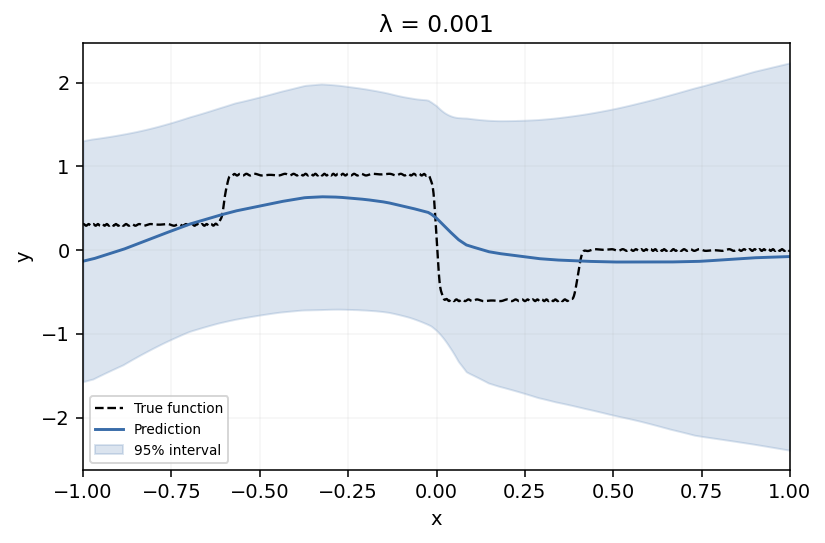 λ = 0.001
y
2
1
0
−1
−2
True function
Prediction
95% interval
−1.00 −0.75 −0.50 −0.25 0.00 0.25 0.50 0.75 1.00
x